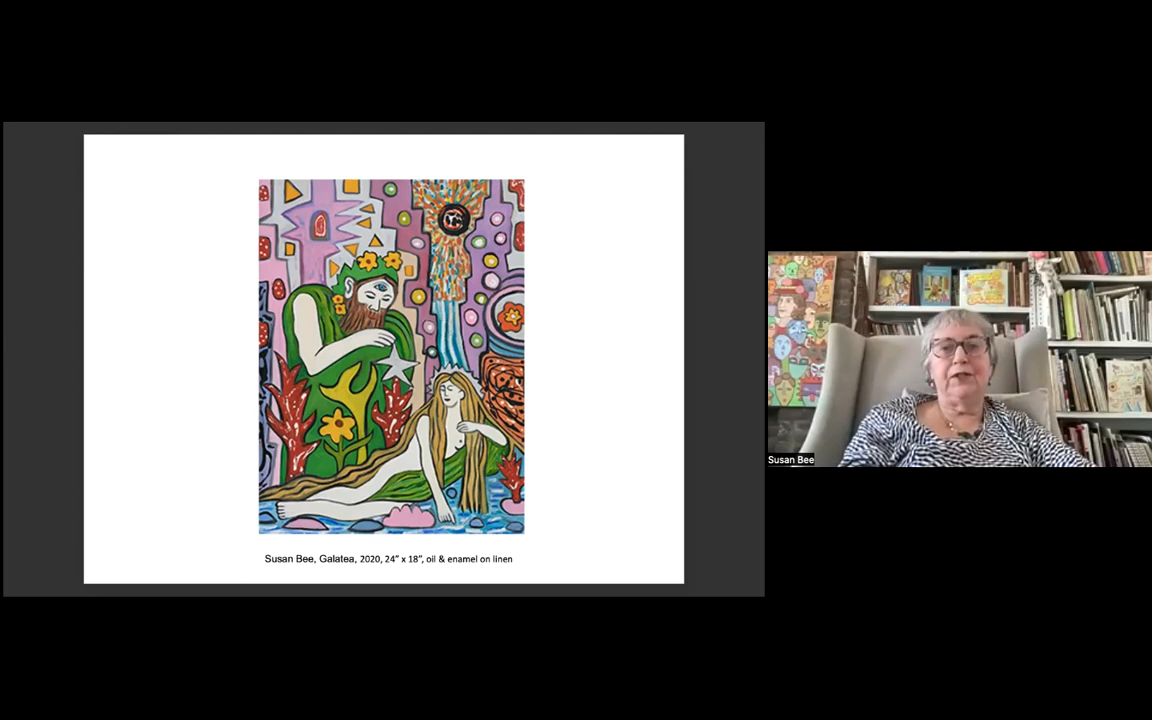 Susan Bee, Galatea, 2020, 24” x 18”, oil & enamel on linen
Susan Bee